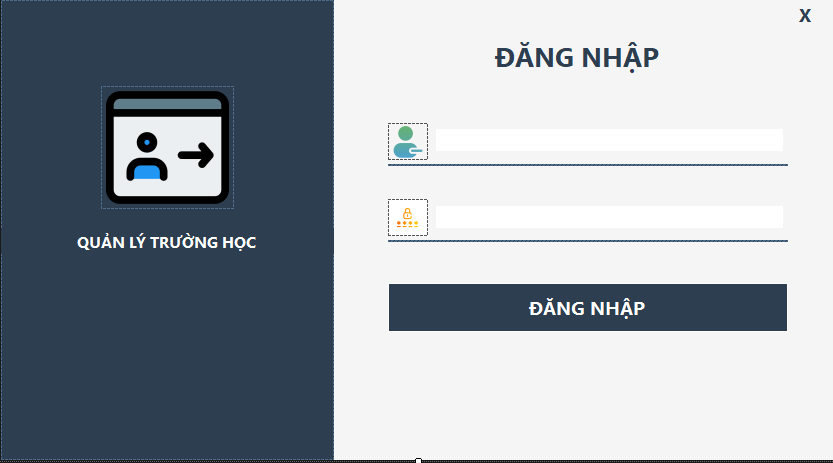 X
ĐĂNG NHẬP
QUẢN LÝ TRƯỜNG HỌC
ĐĂNG NHẬP